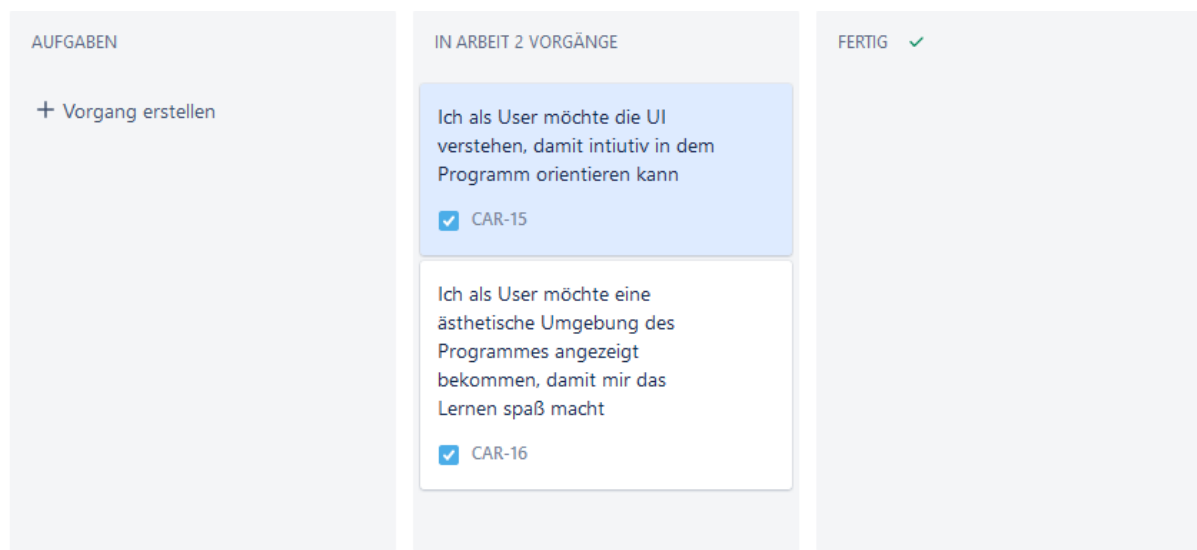 AUFGABEN
+ Vorgang erstellen
IN ARBEIT 2 VORGÄNGE
Ich als User möchte die UI
verstehen, damit intiutiv in dem
Programm orientieren kann
CAR-15
Ich als User möchte eine
ästhetische Umgebung des
Programmes angezeigt
bekommen, damit mir das
Lernen spaß macht
CAR-16
FERTIG